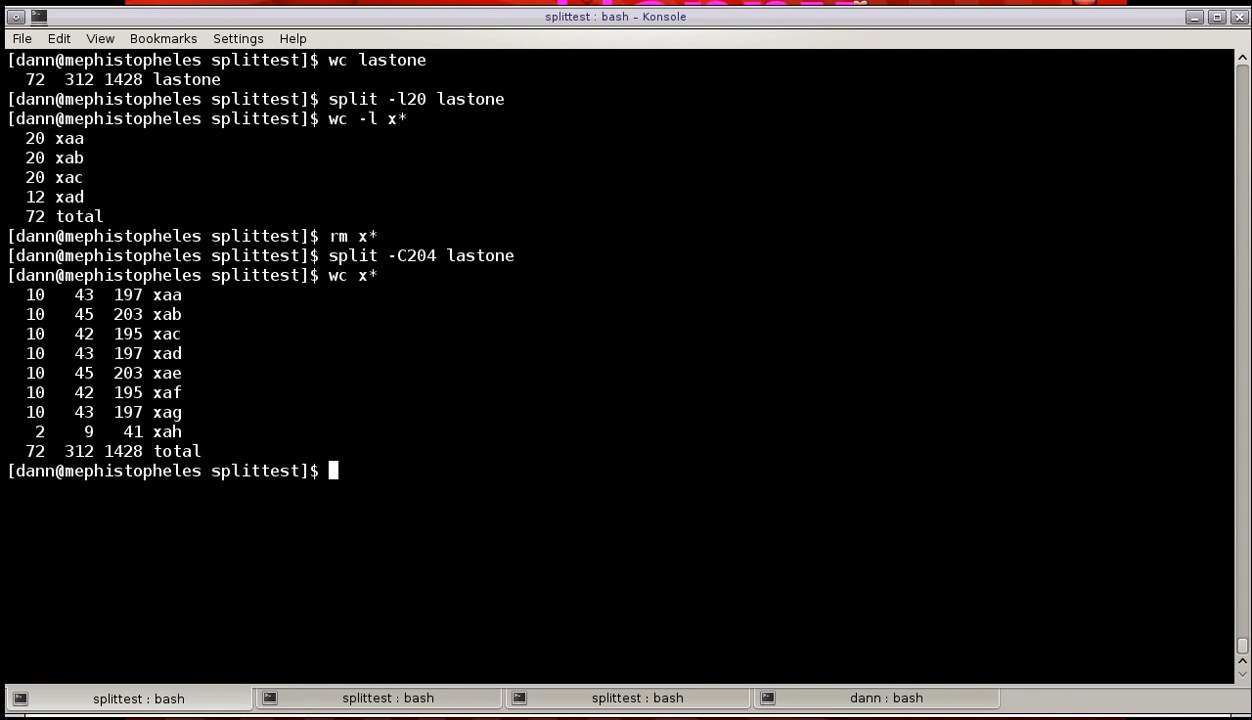 splittest : bash – Konsole
File Edit View Bookmarks Settings Help
[dann@mephistopheles splittest]$ wc lastone
  72  312 1428 lastone
[dann@mephistopheles splittest]$ split -l20 lastone
[dann@mephistopheles splittest]$ wc -l x*
  20 xaa
  20 xab
  20 xac
  12 xad
  72 total
[dann@mephistopheles splittest]$ rm x*
[dann@mephistopheles splittest]$ split -C204 lastone
[dann@mephistopheles splittest]$ wc x*
  10   43  197 xaa
  10   45  203 xab
  10   42  195 xac
  10   43  197 xad
  10   45  203 xae
  10   42  195 xaf
  10   43  197 xag
   2    9   41 xah
  72  312 1428 total
[dann@mephistopheles splittest]$
splittest : bash splittest : bash splittest : bash dann : bash